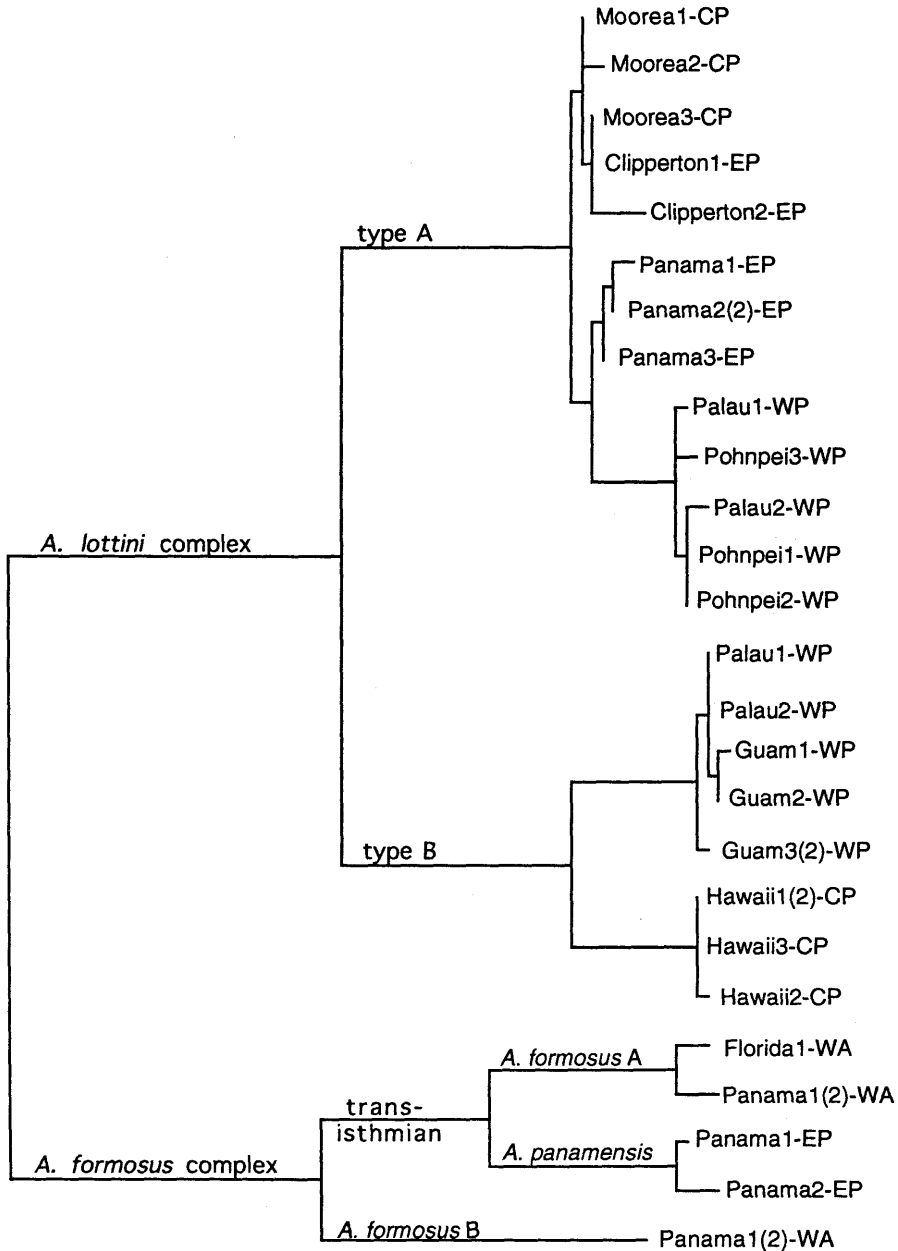 Moorea1-CP
Moorea2-CP
Moorea3-CP
Clipperton1-EP
Clipperton2-EP
type A
Panama1-EP
Panama2(2)-EP
Panama3-EP
Palau1-WP
Pohnpei3-WP
Palau2-WP
A. lottini complex
Pohnpei1-WP
Pohnpei2-WP
Palau1-WP
Palau2-WP
Guam1-WP
Guam2-WP
type B
Guam3(2)-WP
Hawaii1(2)-CP
Hawaii3-CP
Hawaii2-CP
Florida1-WA
A. formosus A
Panama1(2)-WA
trans-
isthmian
Panama1-EP
A. panamensis
A. formosus complex
Panama2-EP
A. formosus B
Panama1(2)-WA